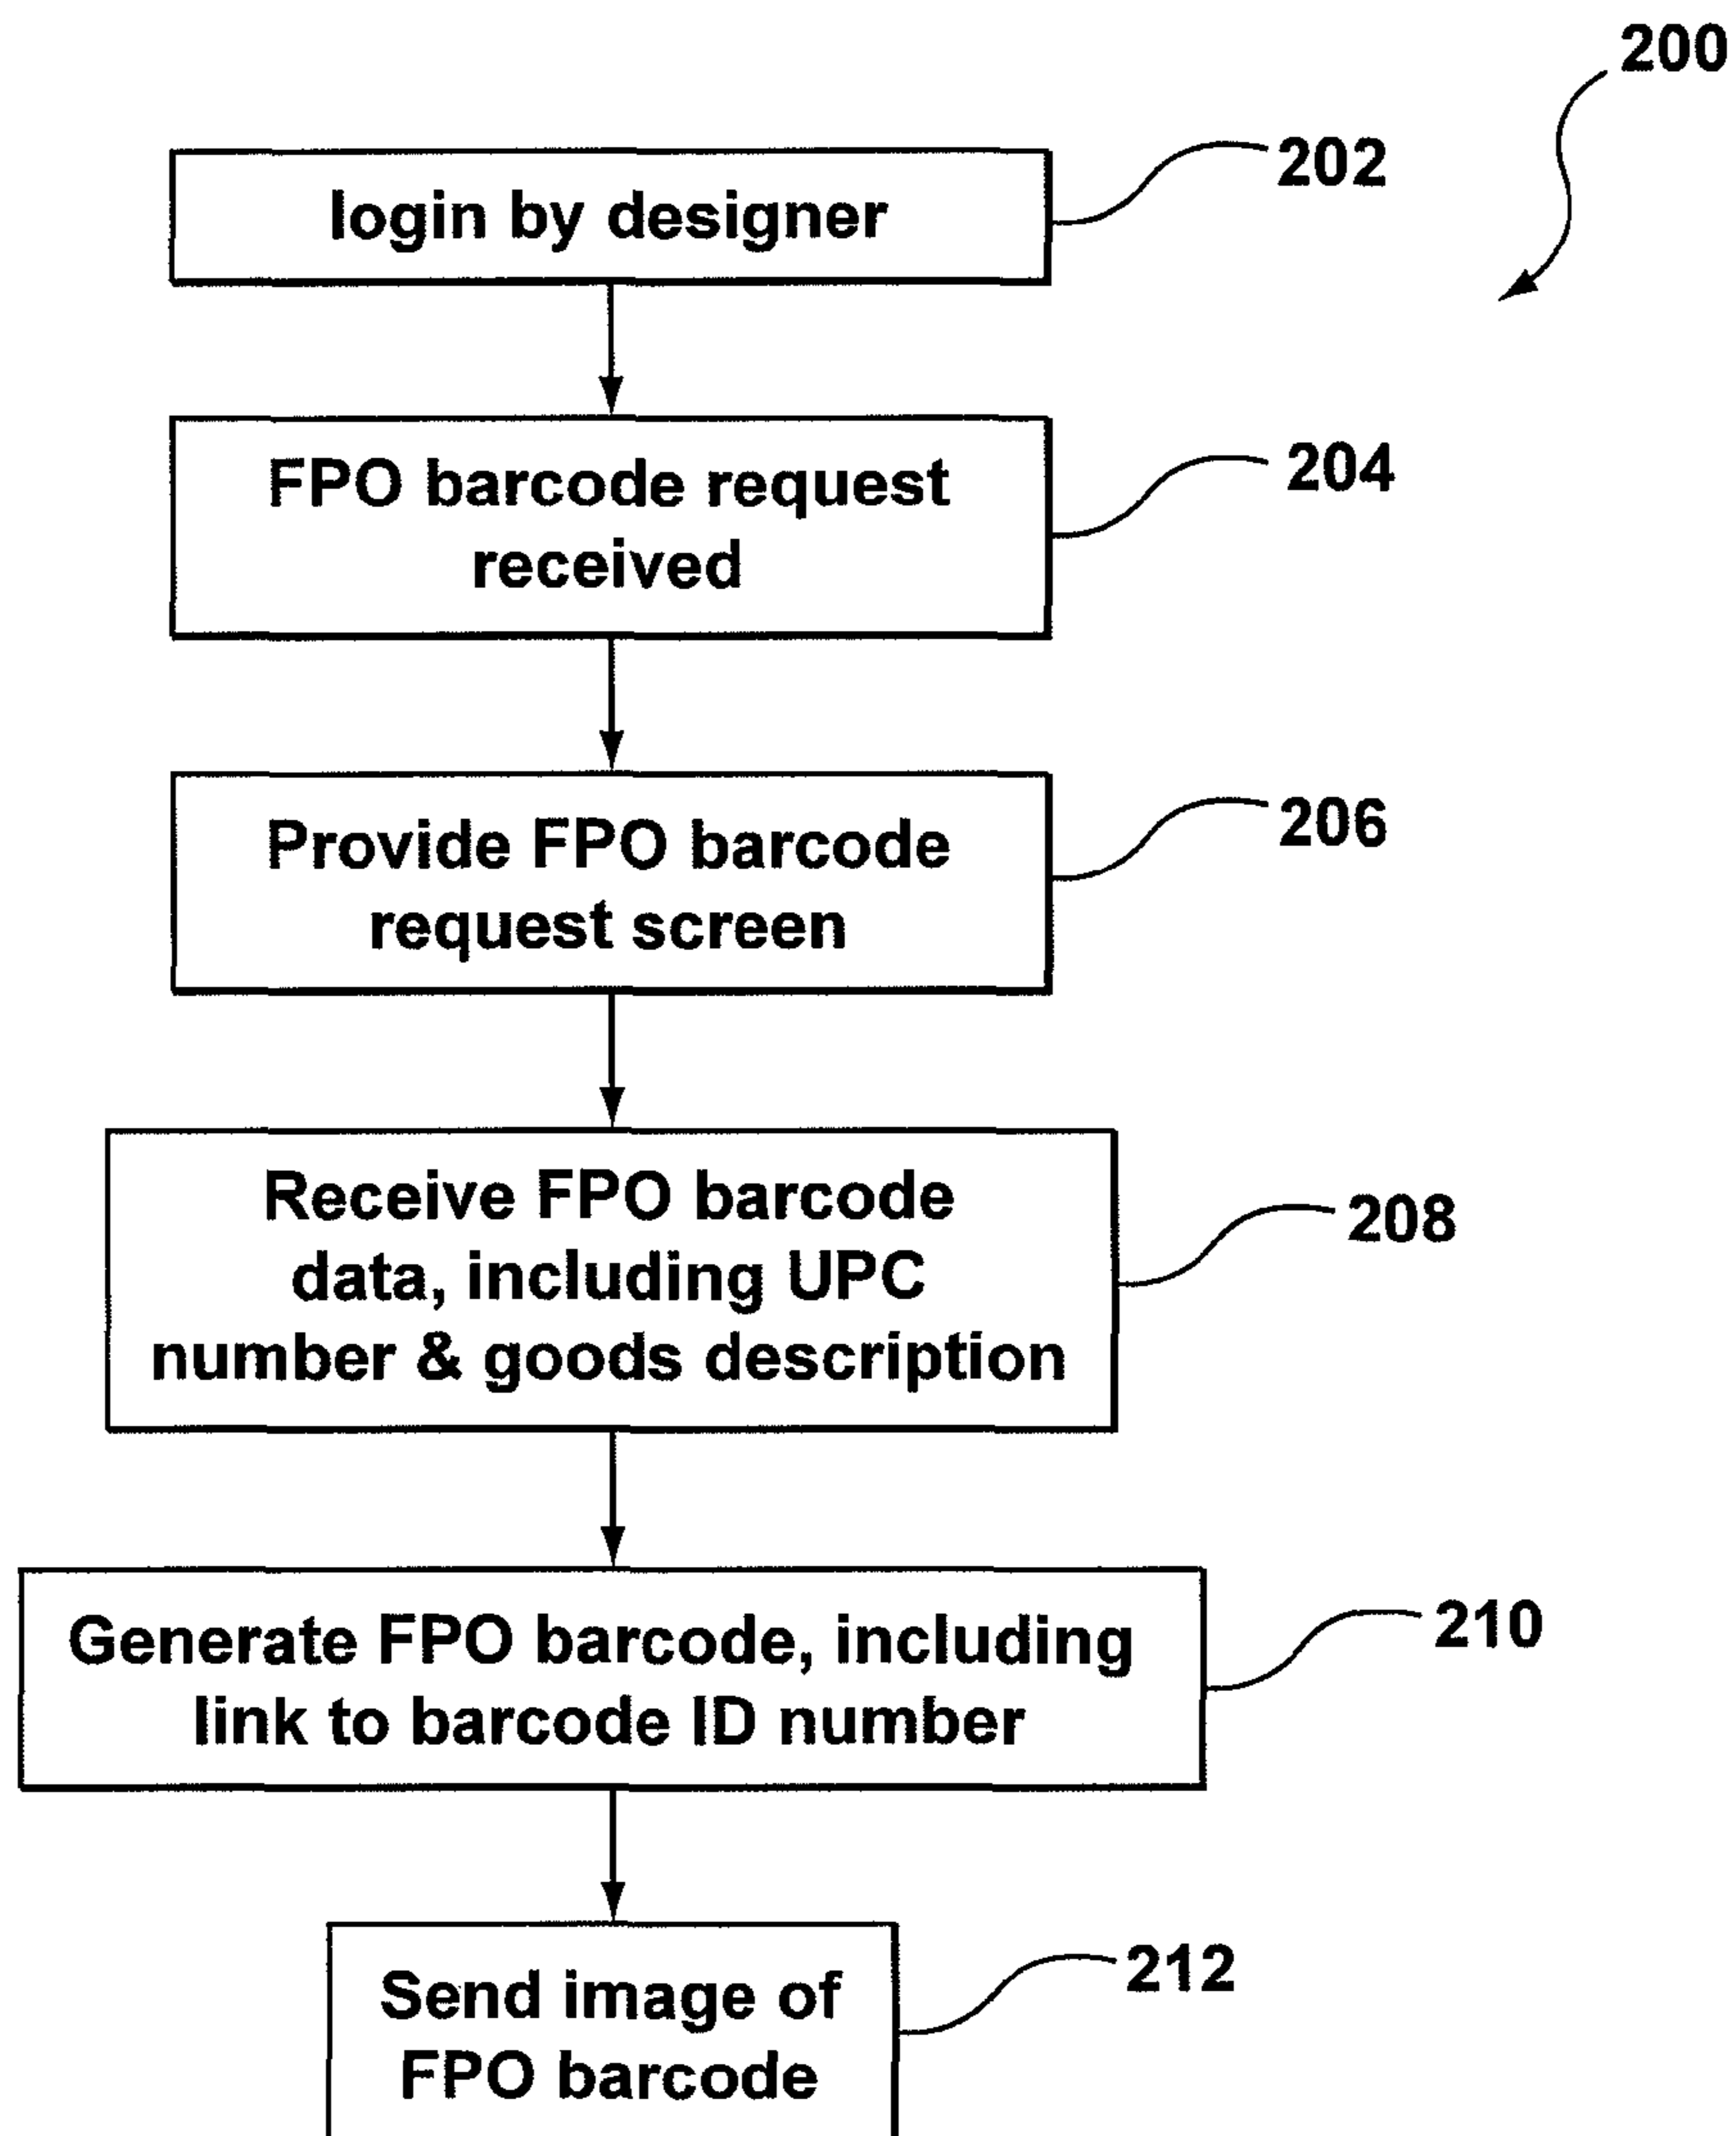 200
login by designer
202
FPO barcode request
received
204
Provide FPO barcode
request screen
206
Receive FPO barcode
data, including UPC
number & goods description
208
Generate FPO barcode, including
link to barcode ID number
210
Send image of
FPO barcode
212